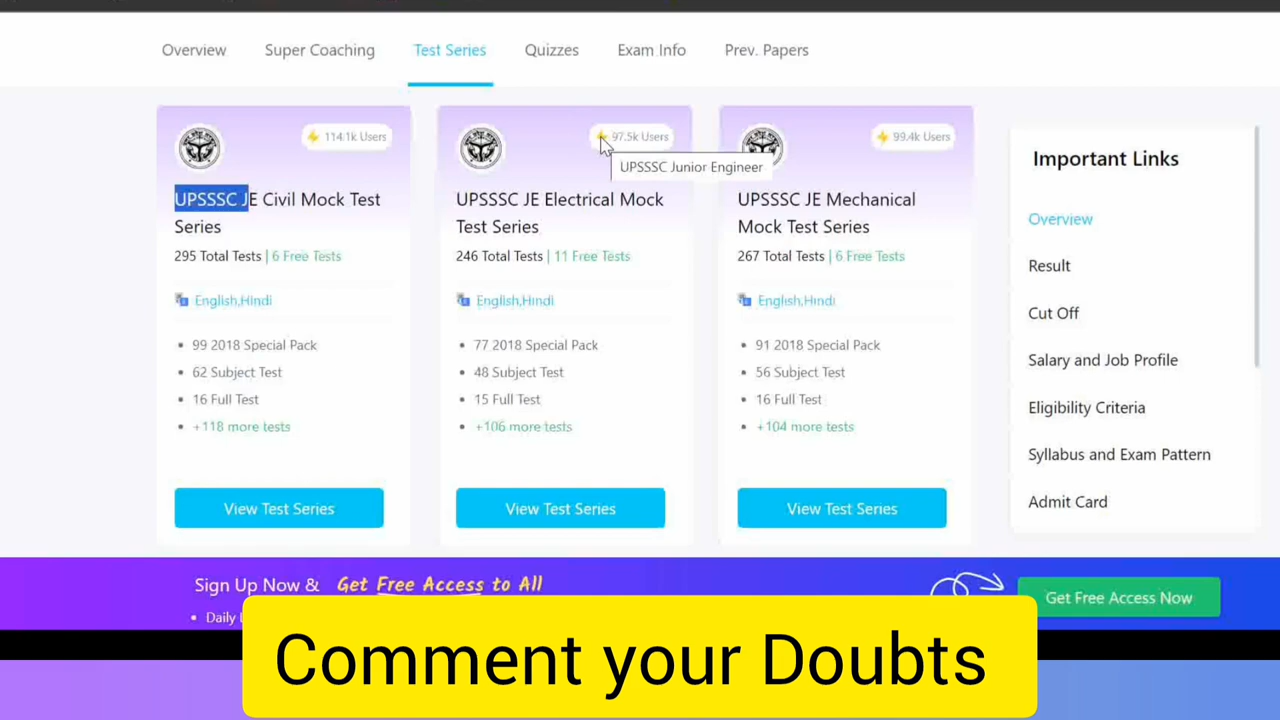 Overview Super Coaching Test Series Quizzes Exam Info Prev. Papers
114.1k Users
UPSSSC JE Civil Mock Test
Series
295 Total Tests | 6 Free Tests
English,Hindi
• 99 2018 Special Pack
• 62 Subject Test
• 16 Full Test
• +118 more tests
View Test Series
97.5k Users
UPSSSC Junior Engineer
UPSSSC JE Electrical Mock
Test Series
246 Total Tests | 11 Free Tests
English,Hindi
• 77 2018 Special Pack
• 48 Subject Test
• 15 Full Test
• +106 more tests
View Test Series
99.4k Users
UPSSSC JE Mechanical
Mock Test Series
267 Total Tests | 6 Free Tests
English,Hindi
• 91 2018 Special Pack
• 56 Subject Test
• 16 Full Test
• +104 more tests
View Test Series
Important Links
Overview
Result
Cut Off
Salary and Job Profile
Eligibility Criteria
Syllabus and Exam Pattern
Admit Card
Sign Up Now & Get Free Access to All
• Daily
Get Free Access Now
Comment your Doubts